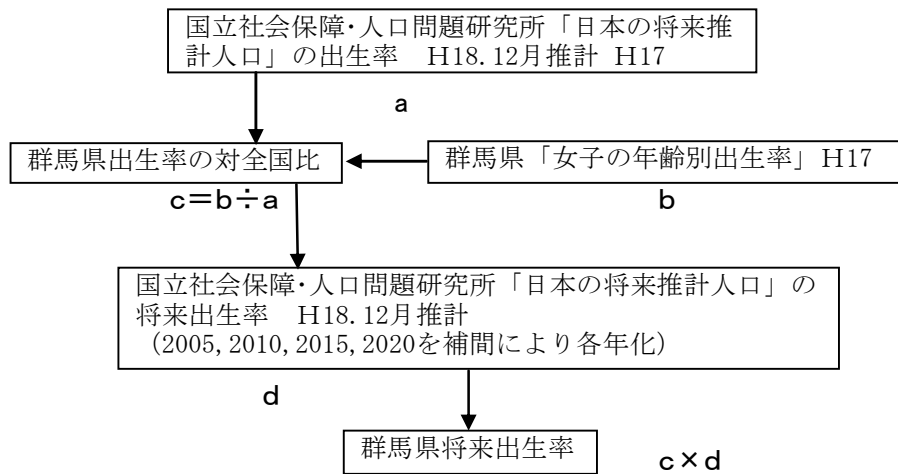 国立社会保障･人口問題研究所「日本の将来推
計人口」の出生率　H18.12月推計 H17
a
群馬県出生率の対全国比
群馬県「女子の年齢別出生率」H17
c＝b÷a
b
国立社会保障･人口問題研究所「日本の将来推計人口」の
将来出生率　H18.12月推計
（2005,2010,2015,2020を補間により各年化）
d
群馬県将来出生率
c×d